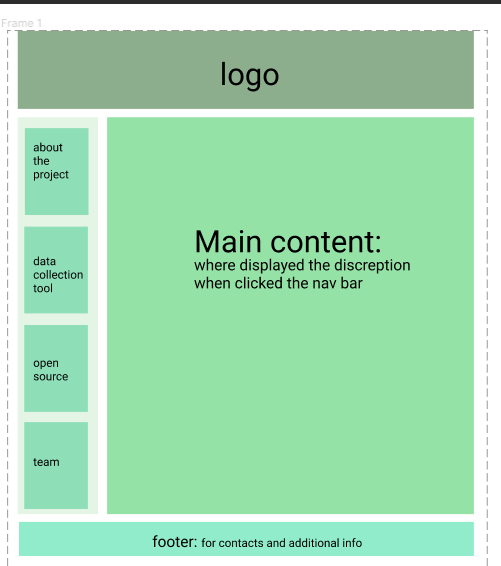 Frame 1
logo
about
the
project
data
collection
tool
open
source
team
Main content:
where displayed the discreption
when clicked the nav bar
footer: for contacts and additional info